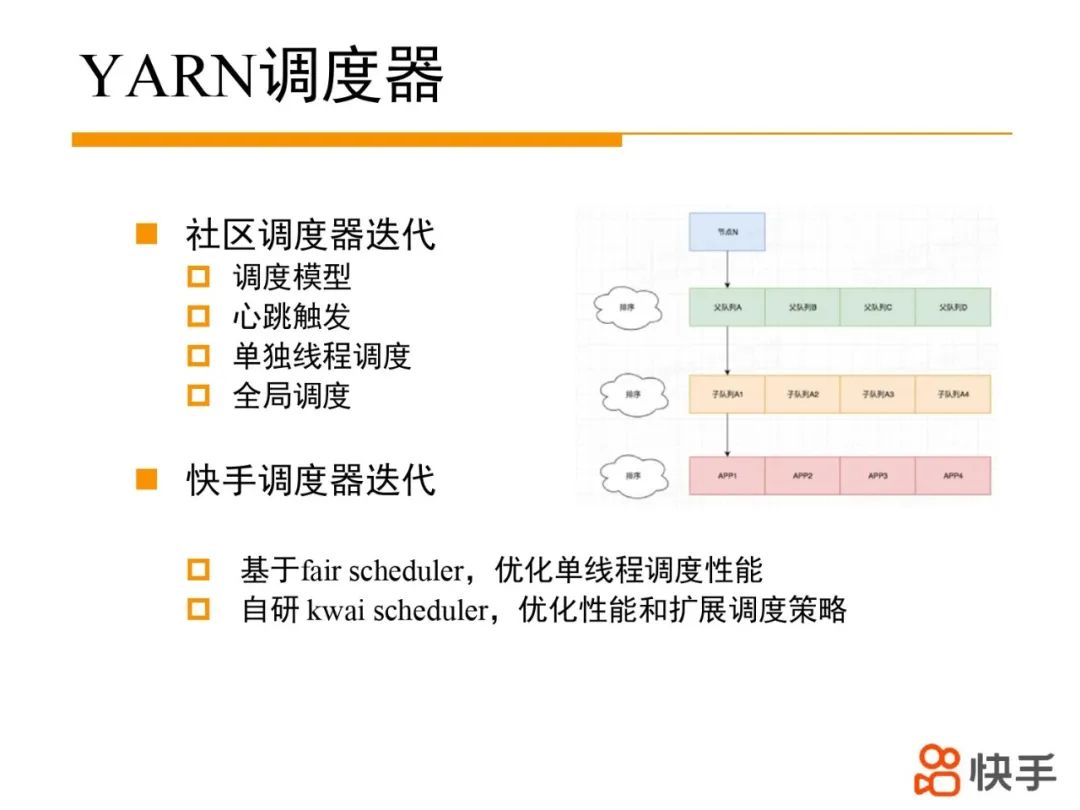 YARN调度器
社区调度器迭代
调度模型
心跳触发
单独线程调度
全局调度
节点N
排序
父队列A 父队列B 父队列C 父队列D
排序
子队列A1 子队列A2 子队列A3 子队列A4
排序
APP1 APP2 APP3 APP4
快手调度器迭代
基于fair scheduler，优化单线程调度性能
自研 kwai scheduler，优化性能和扩展调度策略
快手